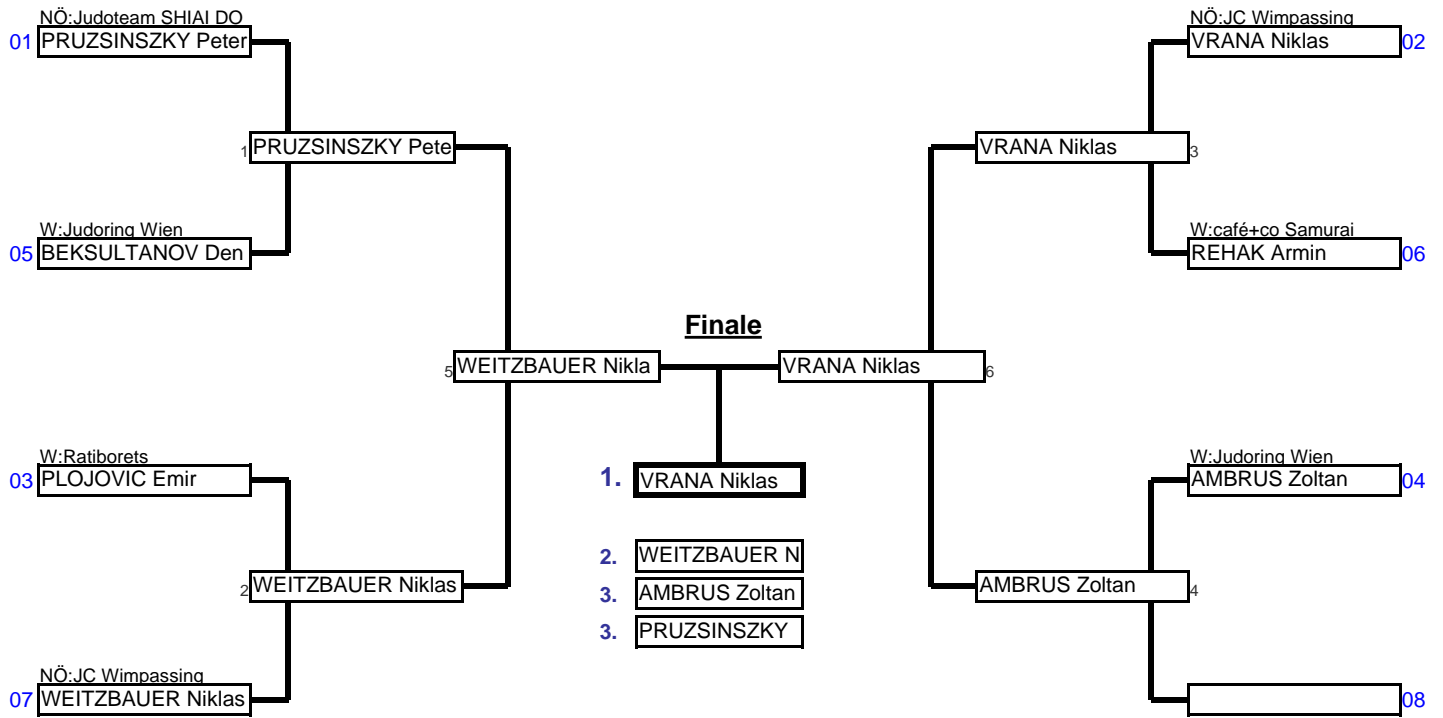 NÖ:Judoteam SHIAI DO
01 PRUZSINSZKY Peter
NÖ:JC Wimpassing
VRANA Niklas 02
1 PRUZSINSZKY Pete
VRANA Niklas 3
W:Judoring Wien
05 BEKSULTANOV Den
W:café+co Samurai
REHAK Armin 06
Finale
5 WEITZBAUER Nikla
VRANA Niklas 6
W:Ratiborets
03 PLOJOVIC Emir
1. VRANA Niklas
W:Judoring Wien
AMBRUS Zoltan 04
2. WEITZBAUER N
3. AMBRUS Zoltan
3. PRUZSINSZKY
2 WEITZBAUER Niklas
AMBRUS Zoltan 4
NÖ:JC Wimpassing
07 WEITZBAUER Niklas
08